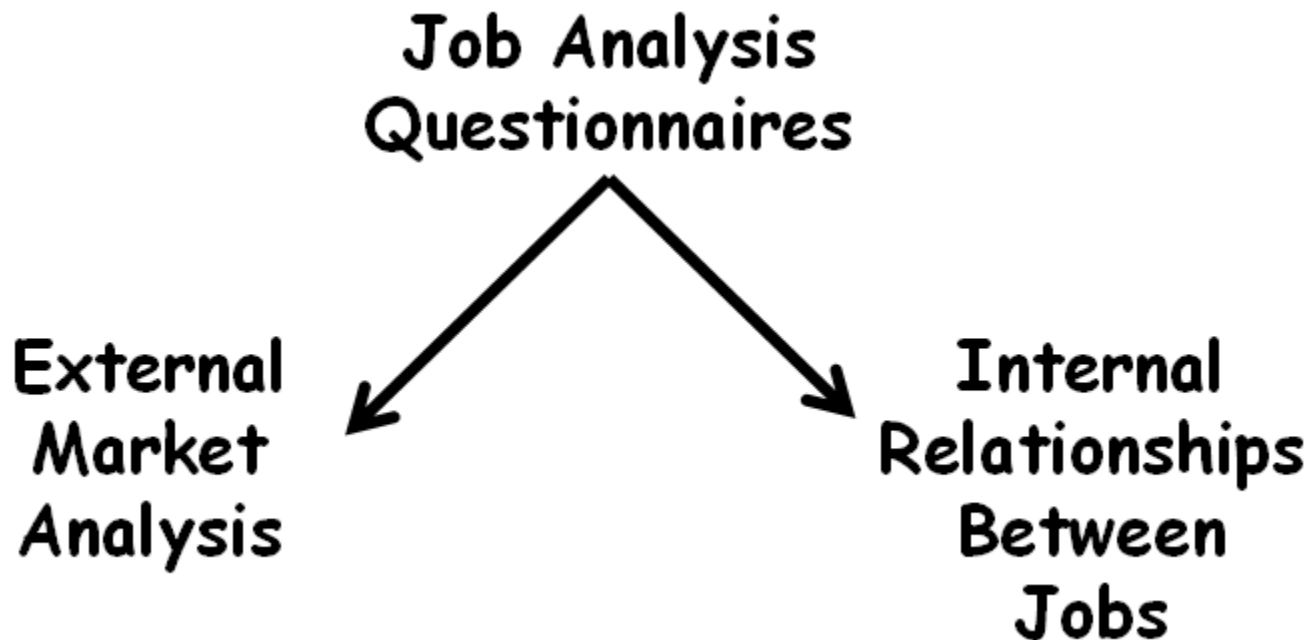 Job Analysis
Questionnaires
External
Market
Analysis
Internal
Relationships
Between
Jobs